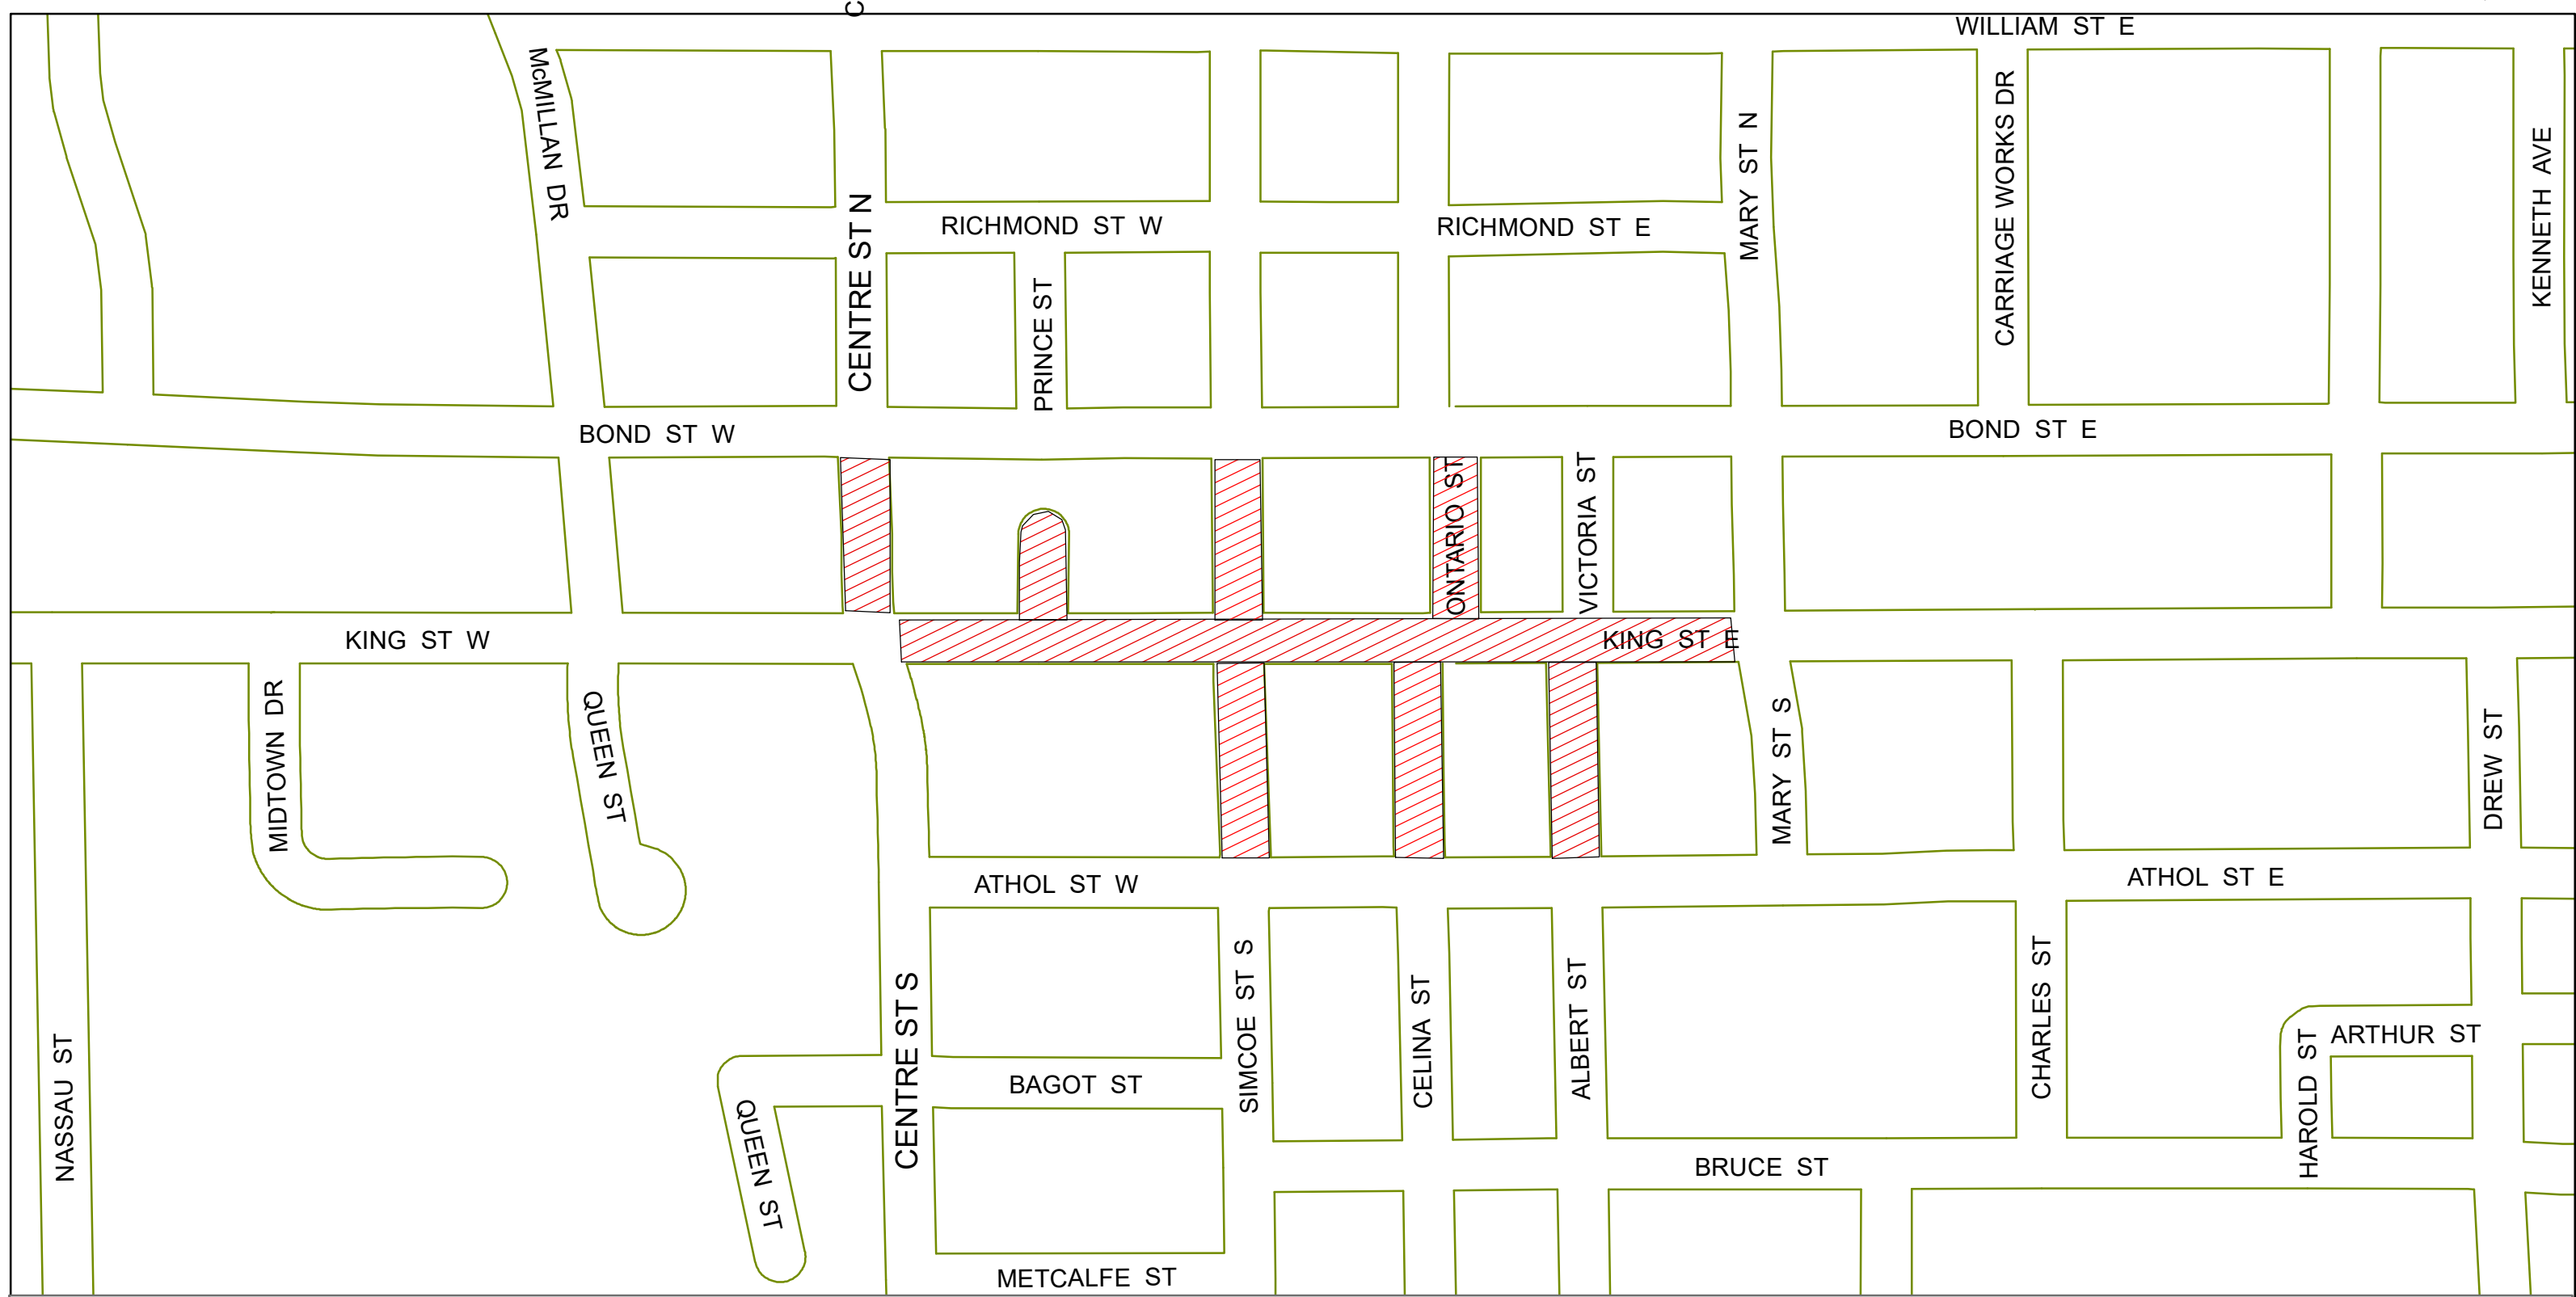 C
WILLIAM ST E
McMILLAN DR
CENTRE ST N
RICHMOND ST W
RICHMOND ST E
MARY ST N
CARRIAGE WORKS DR
KENNETH AVE
PRINCE ST
BOND ST W
BOND ST E
ONTARIO ST
VICTORIA ST
KING ST W
KING ST E
MIDTOWN DR
QUEEN ST
MARY ST S
DREW ST
ATHOL ST W
ATHOL ST E
NASSAU ST
CENTRE ST S
SIMCOE ST S
CELINA ST
ALBERT ST
CHARLES ST
HAROLD ST
ARTHUR ST
BAGOT ST
QUEEN ST
BRUCE ST
METCALFE ST